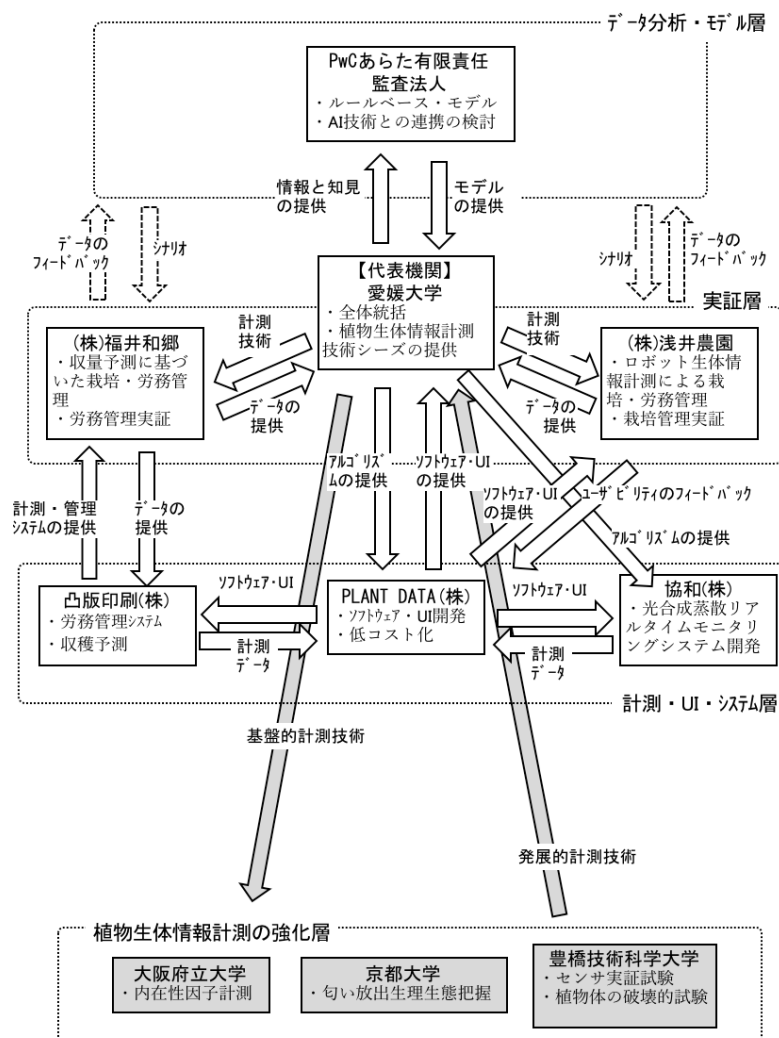 データ分析・モデル層
PwCあらた有限責任
監査法人
・ルールベース・モデル
・AI技術との連携の検討
情報と知見
の提供
モデル
の提供
データの
フィードバック
シナリオ
シナリオ
データの
フィードバック
【代表機関】
愛媛大学
・全体統括
・植物生体情報計測
技術シーズの提供
実証層
(株)福井和郷
・収量予測に基づ
いた栽培・労務管
理
・労務管理実証
計測
技術
データの
提供
計測
技術
データの
提供
(株)浅井農園
・ロボット生体情
報計測による栽
培・労務管理
・栽培管理実証
計測・管理
システムの提供
データの
提供
アルゴリズ
ムの提供
ソフトウェア・UI
の提供
ソフトウェア・UI
の提供
ユーザビリティのフィードバック
アルゴリズムの提供
凸版印刷(株)
・労務管理システム
・収穫予測
ソフトウェア・UI
計測
データ
PLANT DATA(株)
・ソフトウェア・UI開発
・低コスト化
ソフトウェア・UI
計測
データ
協和(株)
・光合成蒸散リア
ルタイムモニタリ
ングシステム開発
計測・UI・システム層
基盤的計測技術
発展的計測技術
植物生体情報計測の強化層
大阪府立大学
・内在性因子計測
京都大学
・匂い放出生理生態把握
豊橋技術科学大学
・センサ実証試験
・植物体の破壊的試験